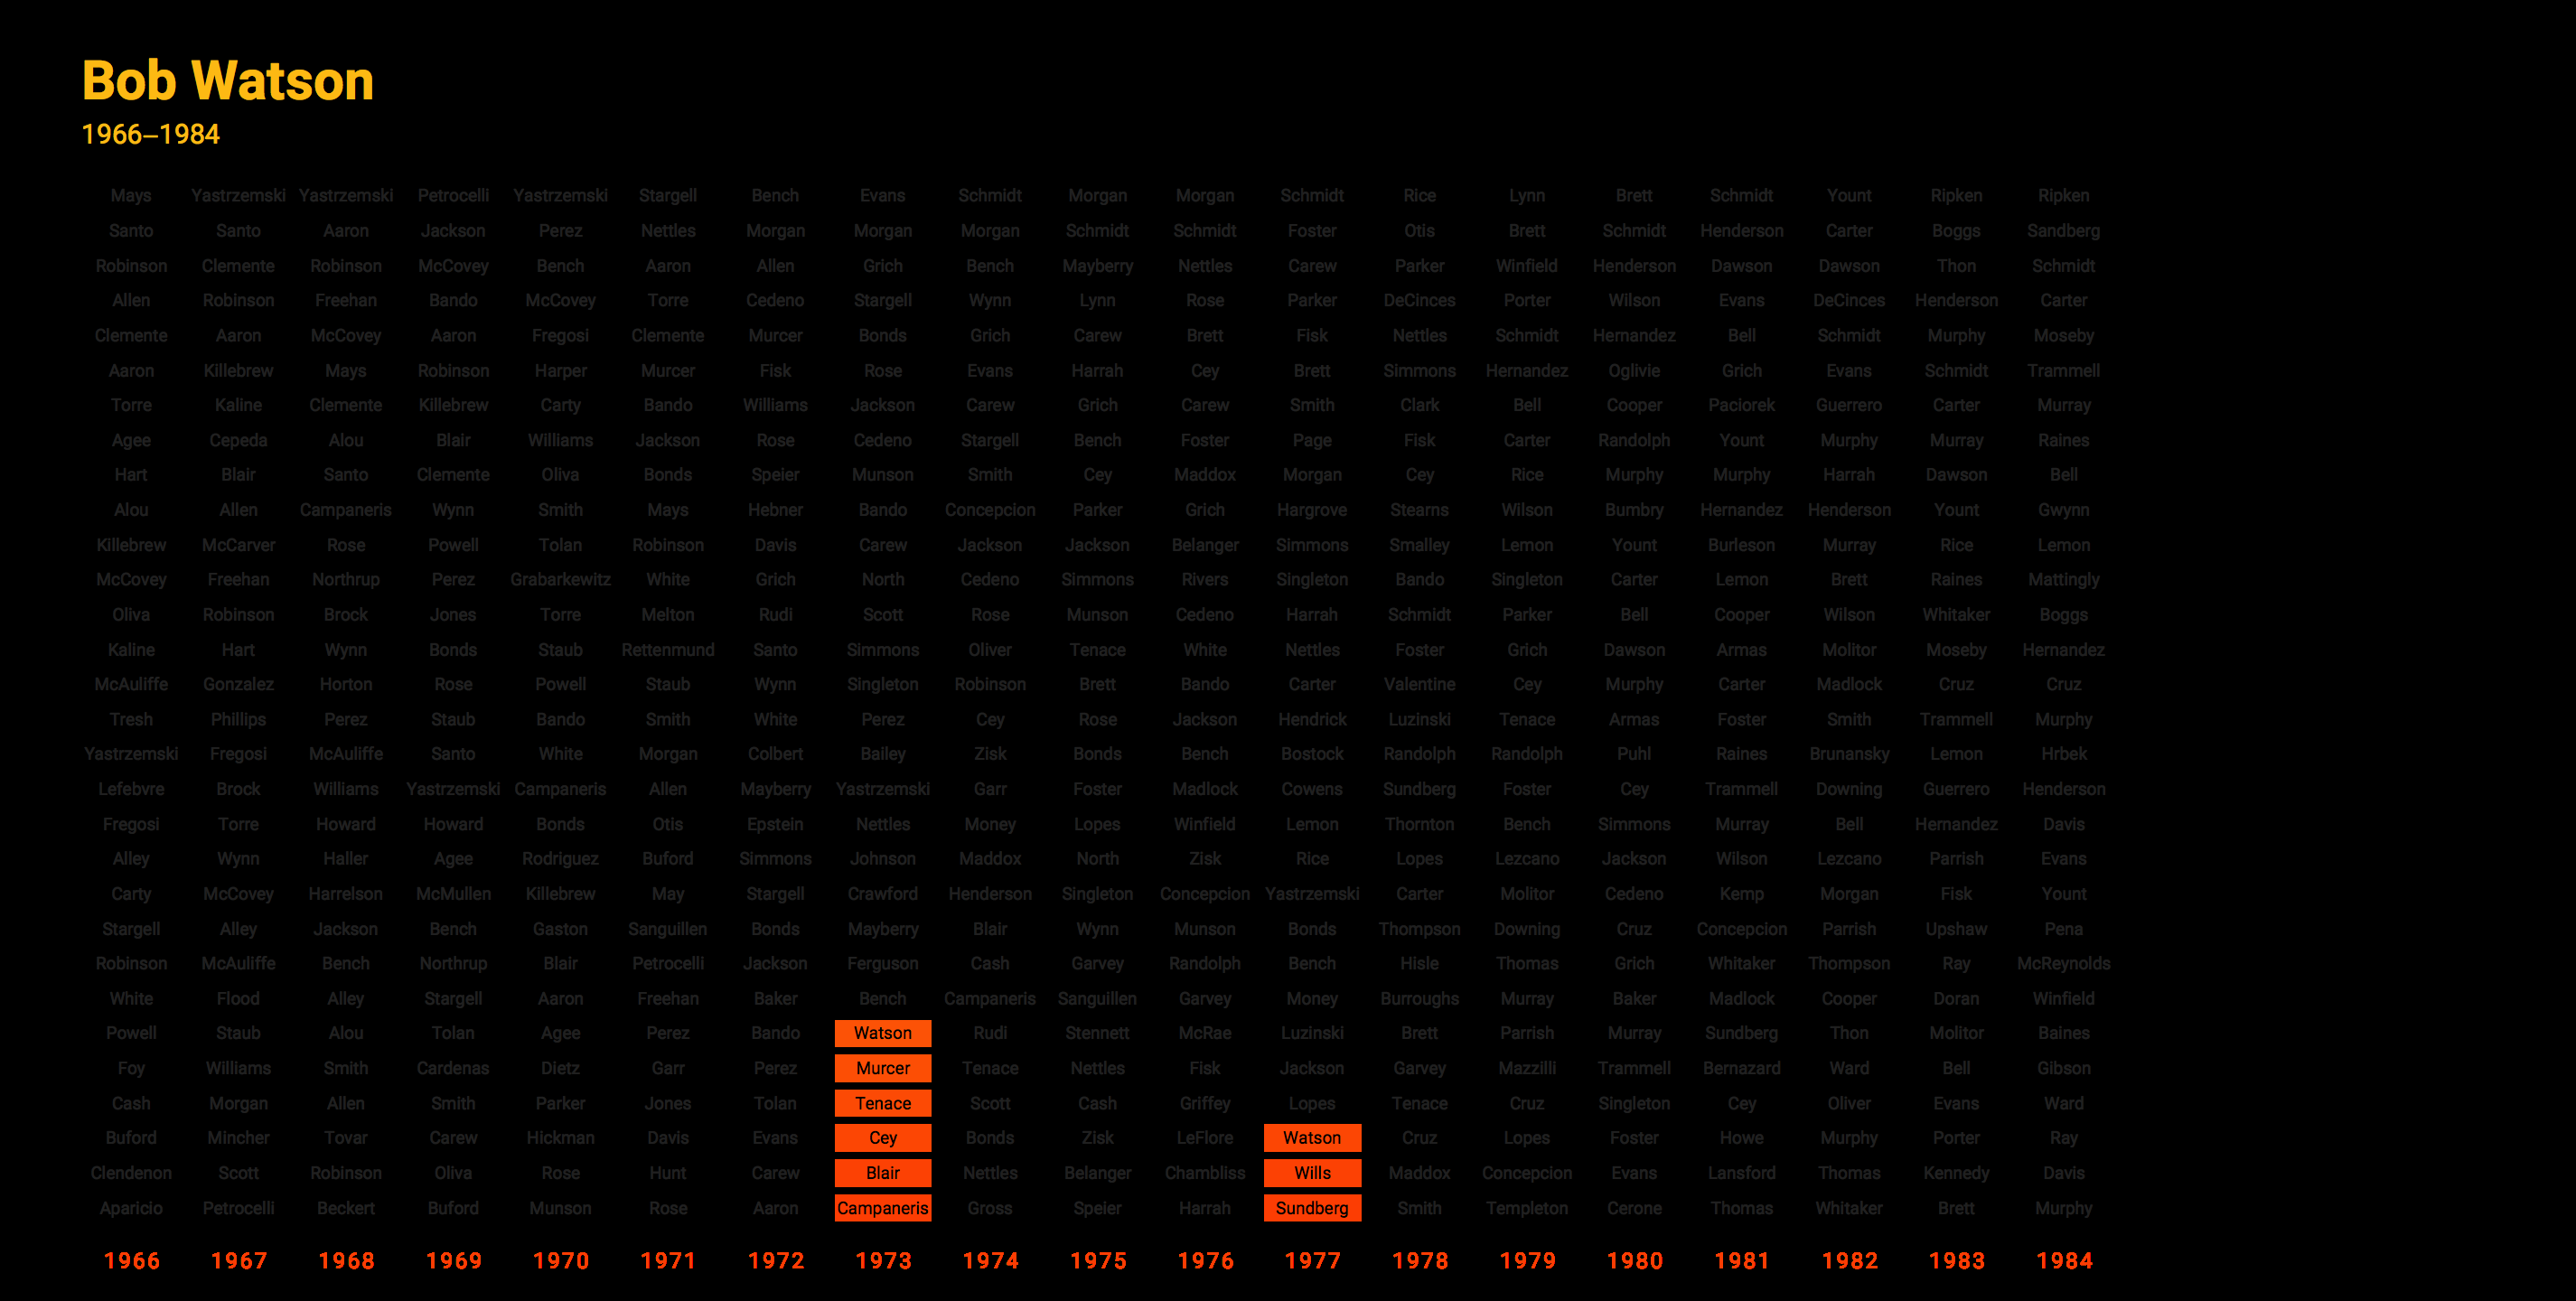 Bob Watson
1966–1984
Mays Yastrzemski Yastrzemski Petrocelli Yastrzemski Stargell Bench Evans Schmidt Morgan Morgan Schmidt Rice Lynn Brett Schmidt Yount Ripken Ripken
Santo Santo Aaron Jackson Perez Nettles Morgan Morgan Morgan Schmidt Schmidt Foster Otis Brett Schmidt Henderson Carter Boggs Sandberg
Robinson Clemente Robinson McCovey Bench Aaron Allen Grich Bench Mayberry Nettles Carew Parker Winfield Henderson Dawson Dawson Thon Schmidt
Allen Robinson Freehan Bando McCovey Torre Cedeno Stargell Wynn Lynn Rose Parker DeCinces Porter Wilson Evans DeCinces Henderson Carter
Clemente Aaron McCovey Aaron Fregosi Clemente Murcer Bonds Grich Carew Brett Fisk Nettles Schmidt Hernandez Bell Schmidt Murphy Moseby
Aaron Killebrew Mays Robinson Harper Murcer Fisk Rose Evans Harrah Cey Brett Simmons Hernandez Oglivie Grich Evans Schmidt Trammell
Torre Kaline Clemente Killebrew Carty Bando Williams Jackson Carew Grich Carew Smith Clark Bell Cooper Paciorek Guerrero Carter Murray
Agee Cepeda Alou Blair Williams Jackson Rose Cedeno Stargell Bench Foster Page Fisk Carter Randolph Yount Murphy Murray Raines
Hart Blair Santo Clemente Oliva Bonds Speier Munson Smith Cey Maddox Morgan Cey Rice Murphy Murphy Harrah Dawson Bell
Alou Allen Campaneris Wynn Smith Mays Hebner Bando Concepcion Parker Grich Hargrove Stearns Wilson Bumbry Hernandez Henderson Yount Gwynn
Killebrew McCarver Rose Powell Tolan Robinson Davis Carew Jackson Jackson Belanger Simmons Smalley Lemon Yount Burleson Murray Rice Lemon
McCovey Freehan Northrup Perez Grabarkewitz White Grich North Cedeno Simmons Rivers Singleton Bando Singleton Carter Lemon Brett Raines Mattingly
Oliva Robinson Brock Jones Torre Melton Rudi Scott Rose Munson Cedeno Harrah Schmidt Parker Bell Cooper Wilson Whitaker Boggs
Kaline Hart Wynn Bonds Staub Rettenmund Santo Simmons Oliver Tenace White Nettles Foster Grich Dawson Armas Molitor Moseby Hernandez
McAuliffe Gonzalez Horton Rose Powell Staub Wynn Singleton Robinson Brett Bando Carter Valentine Cey Murphy Carter Madlock Cruz Cruz
Tresh Phillips Perez Staub Bando Smith White Perez Cey Rose Jackson Hendrick Luzinski Tenace Armas Foster Smith Trammell Murphy
Yastrzemski Fregosi McAuliffe Santo White Morgan Colbert Bailey Zisk Bonds Bench Bostock Randolph Randolph Puhl Raines Brunansky Lemon Hrbek
Lefebvre Brock Williams Yastrzemski Campaneris Allen Mayberry Yastrzemski Garr Foster Madlock Cowens Sundberg Foster Cey Trammell Downing Guerrero Henderson
Fregosi Torre Howard Howard Bonds Otis Epstein Nettles Money Lopes Winfield Lemon Thornton Bench Simmons Murray Bell Hernandez Davis
Alley Wynn Haller Agee Rodriguez Buford Simmons Johnson Maddox North Zisk Rice Lopes Lezcano Jackson Wilson Lezcano Parrish Evans
Carty McCovey Harrelson McMullen Killebrew May Stargell Crawford Henderson Singleton Concepcion Yastrzemski Carter Molitor Cedeno Kemp Morgan Fisk Yount
Stargell Alley Jackson Bench Gaston Sanguillen Bonds Mayberry Blair Wynn Munson Bonds Thompson Downing Cruz Concepcion Parrish Upshaw Pena
Robinson McAuliffe Bench Northrup Blair Petrocelli Jackson Ferguson Cash Garvey Randolph Bench Hisle Thomas Grich Whitaker Thompson Ray McReynolds
White Flood Alley Stargell Aaron Freehan Baker Bench Campaneris Sanguillen Garvey Money Burroughs Murray Baker Madlock Cooper Doran Winfield
Powell Staub Alou Tolan Agee Perez Bando Watson Rudi Stennett McRae Luzinski Brett Parrish Murray Sundberg Thon Molitor Baines
Foy Williams Smith Cardenas Dietz Garr Perez Murcer Tenace Nettles Fisk Jackson Garvey Mazzilli Trammell Bernazard Ward Bell Gibson
Cash Morgan Allen Smith Parker Jones Tolan Tenace Scott Cash Griffey Lopes Tenace Cruz Singleton Cey Oliver Evans Ward
Buford Mincher Tovar Carew Hickman Davis Evans Cey Bonds Zisk LeFlore Watson Cruz Lopes Foster Howe Murphy Porter Ray
Clendenon Scott Robinson Oliva Rose Hunt Carew Blair Nettles Belanger Chambliss Wills Maddox Concepcion Evans Lansford Thomas Kennedy Davis
Aparicio Petrocelli Beckert Buford Munson Rose Aaron Campaneris Gross Speier Harrah Sundberg Smith Templeton Cerone Thomas Whitaker Brett Murphy
1966 1967 1968 1969 1970 1971 1972 1973 1974 1975 1976 1977 1978 1979 1980 1981 1982 1983 1984